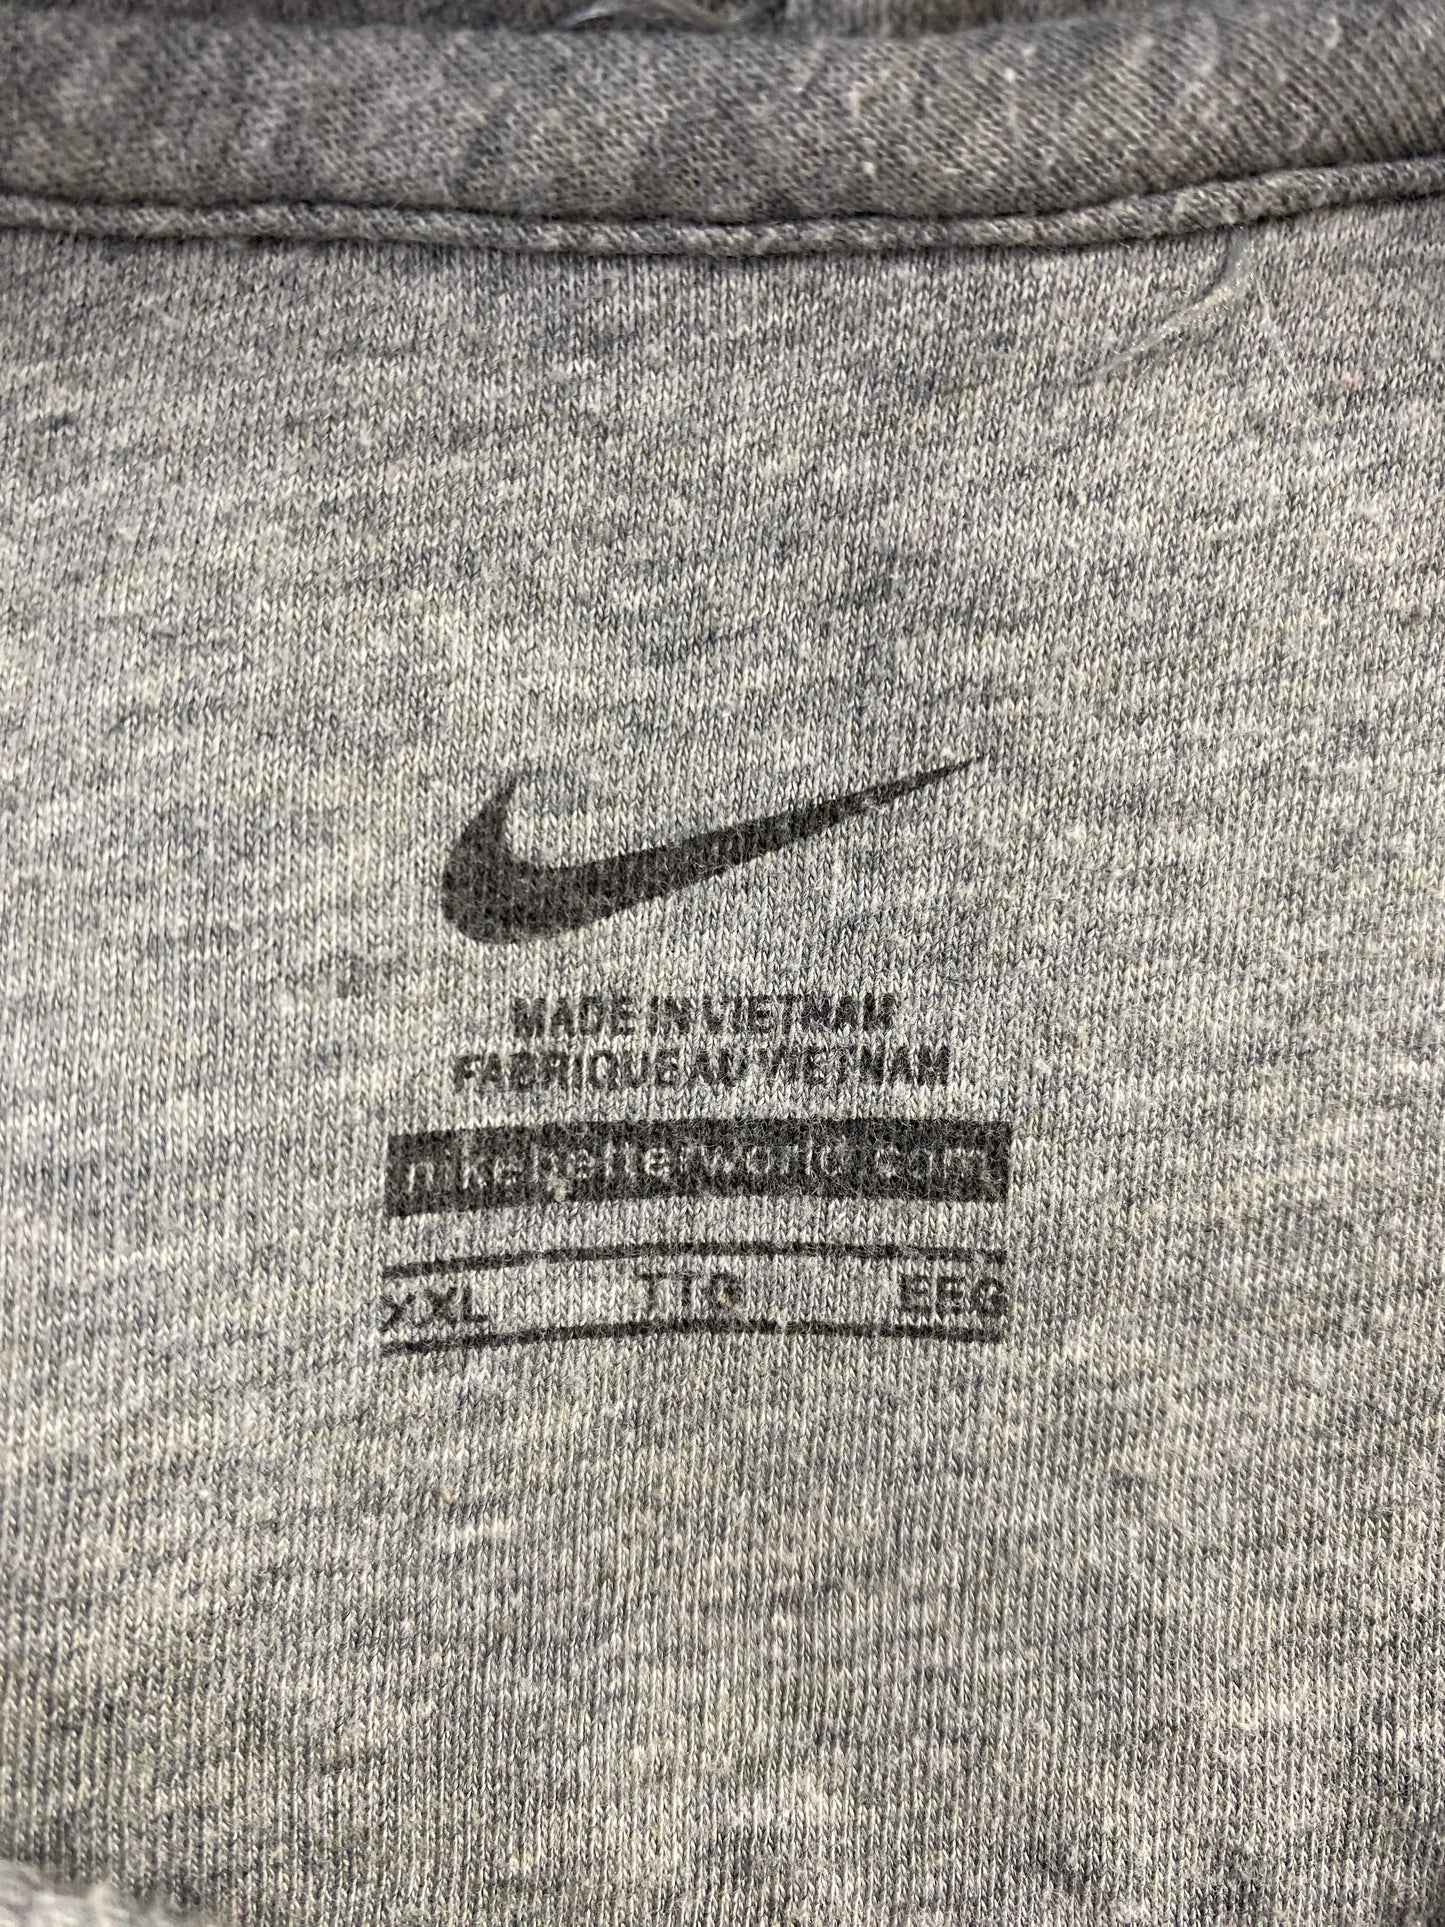 MADE IN VIETNAM
FABRIQUE AU VIETNAM
nikebetterworld.com
XXL TTG EEG